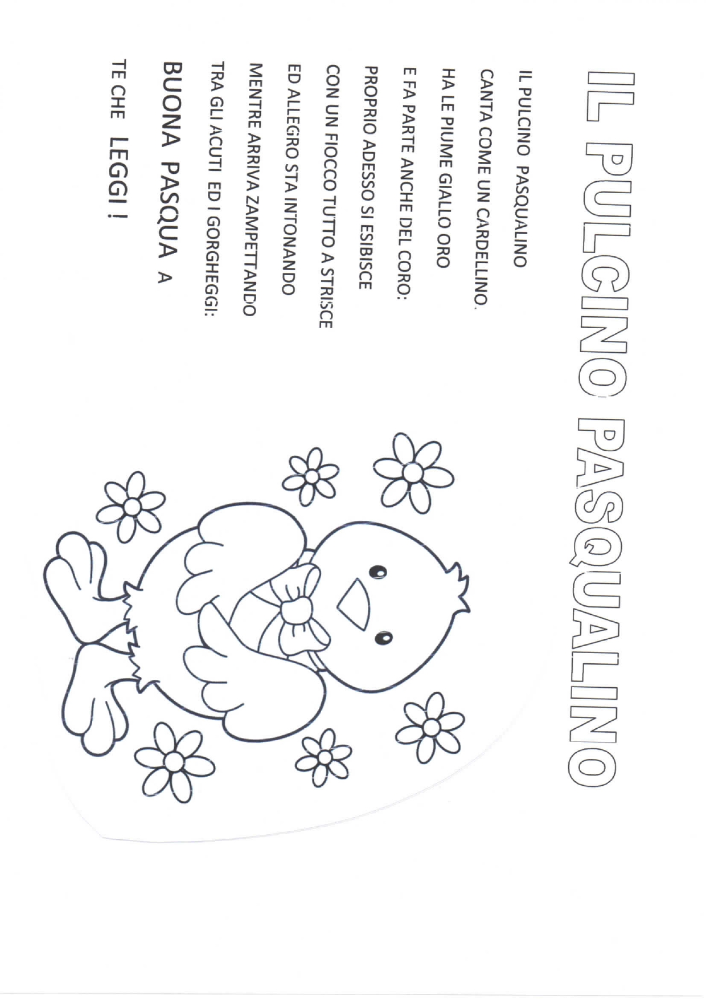 IL PULCINO PASQUALINO
IL PULCINO PASQUALINO
CANTA COME UN CARDELLINO.
HA LE PIUME GIALLO ORO
E FA PARTE ANCHE DEL CORO:
PROPRIO ADESSO SI ESIBISCE
CON UN FIOCCO TUTTO A STRISCE
ED ALLEGRO STA INTONANDO
MENTRE ARRIVA ZAMPETTANDO
TRA GLI ACUTI ED I GORGHEGGI:
BUONA PASQUA A
TE CHE LEGGI !